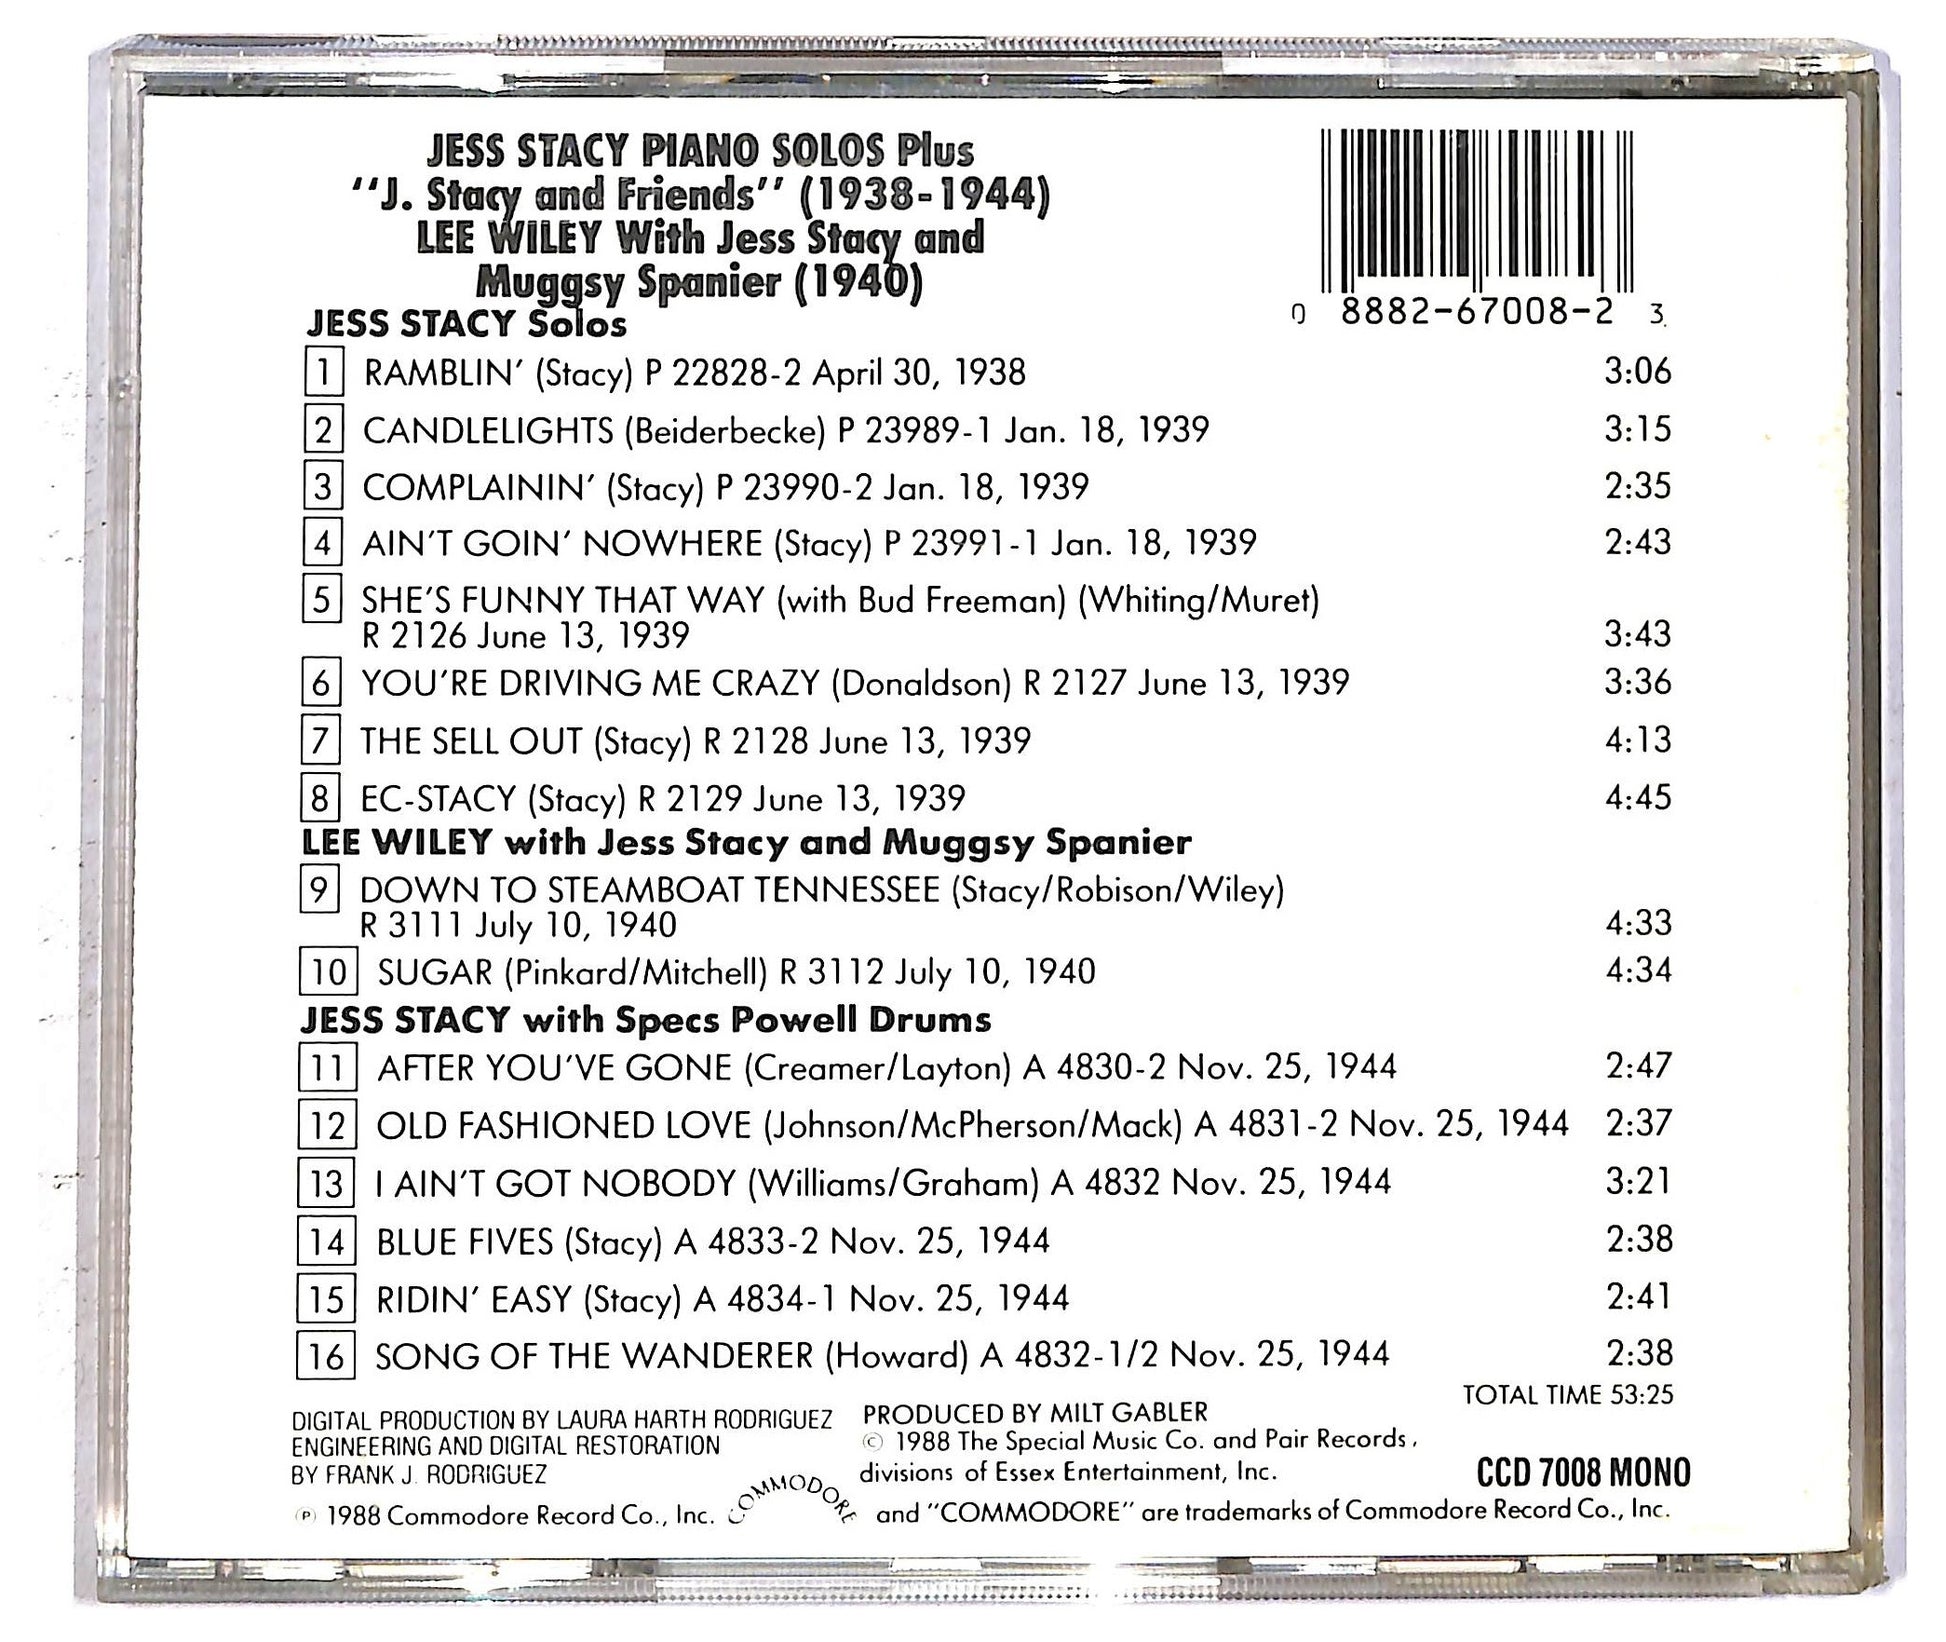 JESS STACY PIANO SOLOS Plus
"J. Stacy and Friends" (1938-1944)
LEE WILEY With Jess Stacy and
Muggsy Spanier (1940)
0 8882-67008-2 3
JESS STACY Solos
1 RAMBLIN' (Stacy) P 22828-2 April 30, 1938 3:06
2 CANDLELIGHTS (Beiderbecke) P 23989-1 Jan. 18, 1939 3:15
3 COMPLAININ' (Stacy) P 23990-2 Jan. 18, 1939 2:35
4 AIN'T GOIN' NOWHERE (Stacy) P 23991-1 Jan. 18, 1939 2:43
5 SHE'S FUNNY THAT WAY (with Bud Freeman) (Whiting/Muret)
R 2126 June 13, 1939 3:43
6 YOU'RE DRIVING ME CRAZY (Donaldson) R 2127 June 13, 1939 3:36
7 THE SELL OUT (Stacy) R 2128 June 13, 1939 4:13
8 EC-STACY (Stacy) R 2129 June 13, 1939 4:45
LEE WILEY with Jess Stacy and Muggsy Spanier
9 DOWN TO STEAMBOAT TENNESSEE (Stacy/Robison/Wiley)
R 3111 July 10, 1940 4:33
10 SUGAR (Pinkard/Mitchell) R 3112 July 10, 1940 4:34
JESS STACY with Specs Powell Drums
11 AFTER YOU'VE GONE (Creamer/Layton) A 4830-2 Nov. 25, 1944 2:47
12 OLD FASHIONED LOVE (Johnson/McPherson/Mack) A 4831-2 Nov. 25, 1944 2:37
13 I AIN'T GOT NOBODY (Williams/Graham) A 4832 Nov. 25, 1944 3:21
14 BLUE FIVES (Stacy) A 4833-2 Nov. 25, 1944 2:38
15 RIDIN' EASY (Stacy) A 4834-1 Nov. 25, 1944 2:41
16 SONG OF THE WANDERER (Howard) A 4832-1/2 Nov. 25, 1944 2:38
TOTAL TIME 53:25
DIGITAL PRODUCTION BY LAURA HARTH RODRIGUEZ
ENGINEERING AND DIGITAL RESTORATION
BY FRANK J. RODRIGUEZ
℗ 1988 Commodore Record Co., Inc.
PRODUCED BY MILT GABLER
© 1988 The Special Music Co. and Pair Records,
divisions of Essex Entertainment, Inc.
CCD 7008 MONO
COMMODORE and "COMMODORE" are trademarks of Commodore Record Co., Inc.